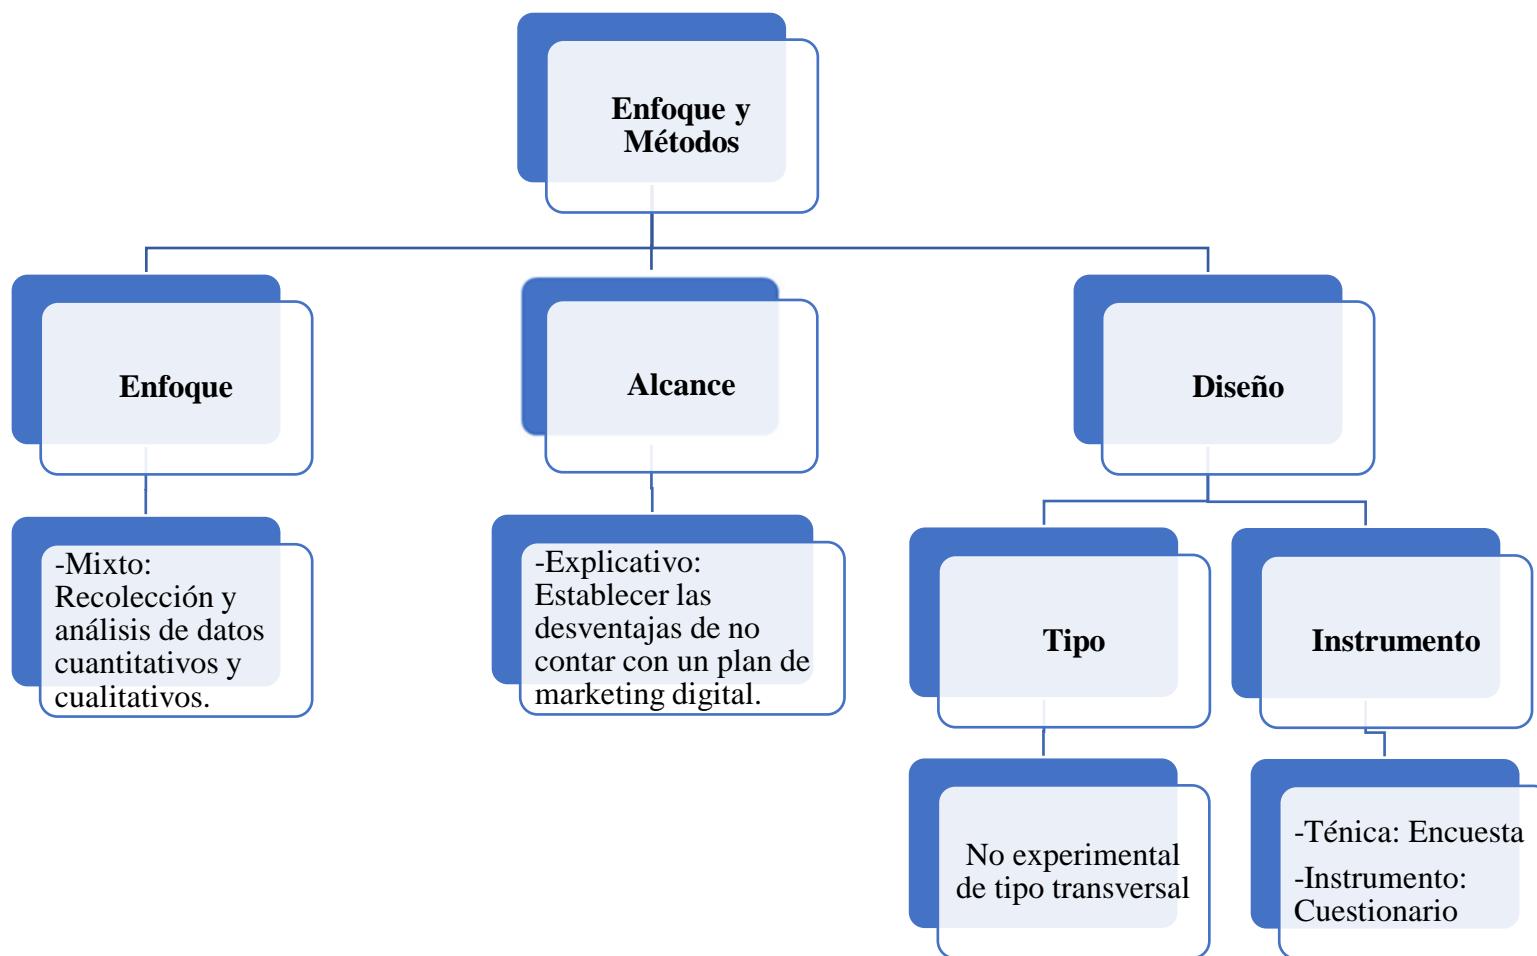 Enfoque y
Métodos
Enfoque
Alcance
Diseño
-Mixto:
Recolección y
análisis de datos
cuantitativos y
cualitativos.
-Explicativo:
Establecer las
desventajas de no
contar con un plan de
marketing digital.
Tipo
Instrumento
No experimental
de tipo transversal
-Ténica: Encuesta
-Instrumento:
Cuestionario